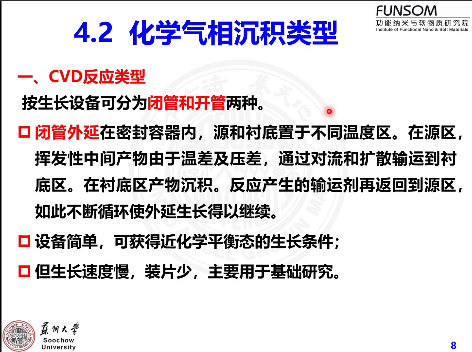 FUNSOM
功能纳米与软物质研究院
Institute of Functional Nano & Soft Materials
4.2 化学气相沉积类型
一、CVD反应类型
按生长设备可分为闭管和开管两种。
闭管外延在密封容器内，源和衬底置于不同温度区。在源区，
挥发性中间产物由于温差及压差，通过对流和扩散输运到衬
底区。在衬底区产物沉积。反应产生的输运剂再返回到源区，
如此不断循环使外延生长得以继续。
设备简单，可获得近化学平衡态的生长条件；
但生长速度慢，装片少，主要用于基础研究。
蘇州大學
Soochow
University
8